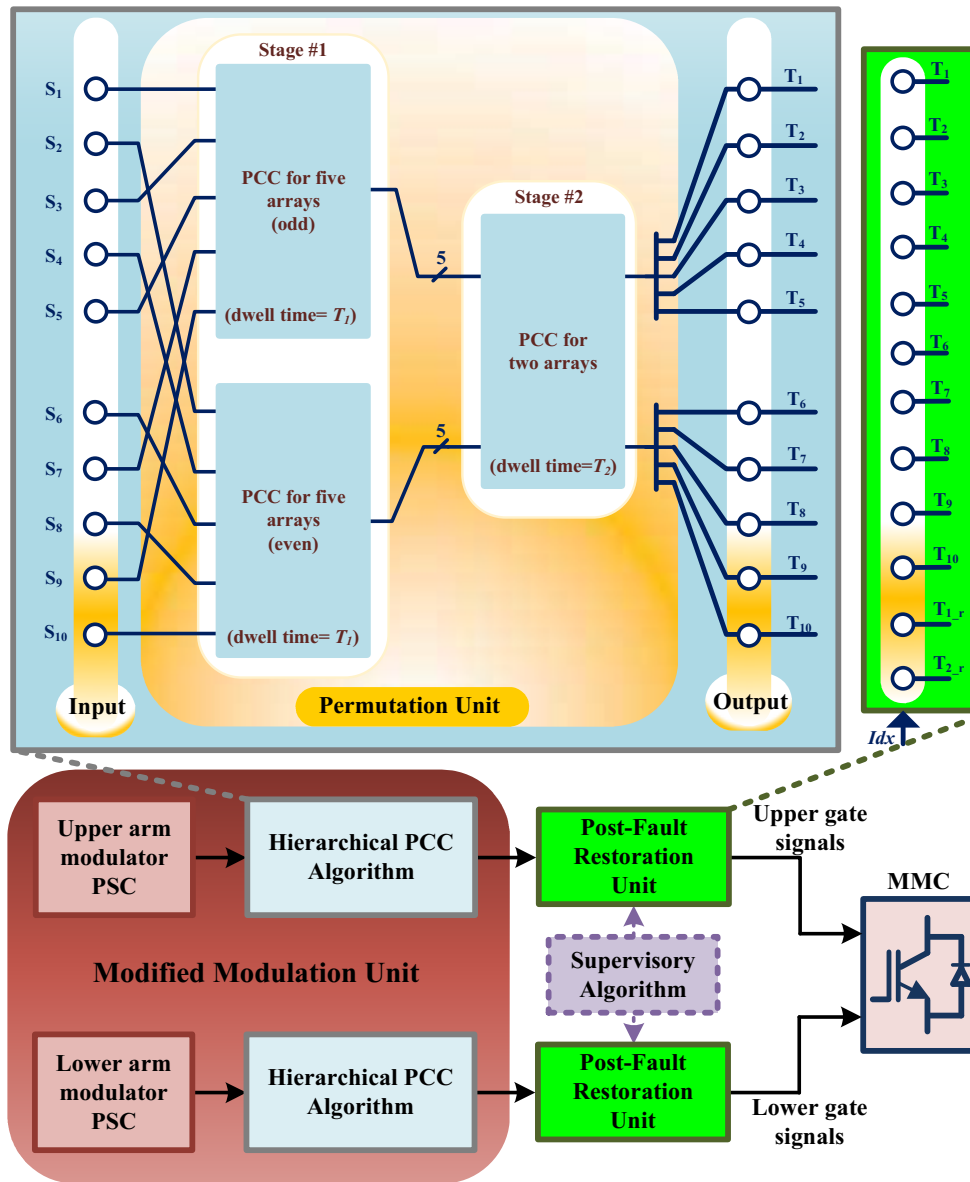 Stage #1
S1
S2
S3
S4
S5
S6
S7
S8
S9
S10
Input
PCC for five
arrays
(odd)
(dwell time= T1)
PCC for five
arrays
(even)
(dwell time= T1)
5
5
Stage #2
PCC for
two arrays
(dwell time=T2)
Permutation Unit
T1
T2
T3
T4
T5
T6
T7
T8
T9
T10
Output
T1
T2
T3
T4
T5
T6
T7
T8
T9
T10
T1_r
T2_r
Idx
Upper arm
modulator
PSC
Hierarchical PCC
Algorithm
Post-Fault
Restoration
Unit
Upper gate
signals
MMC
Modified Modulation Unit
Supervisory
Algorithm
Lower arm
modulator
PSC
Hierarchical PCC
Algorithm
Post-Fault
Restoration
Unit
Lower gate
signals